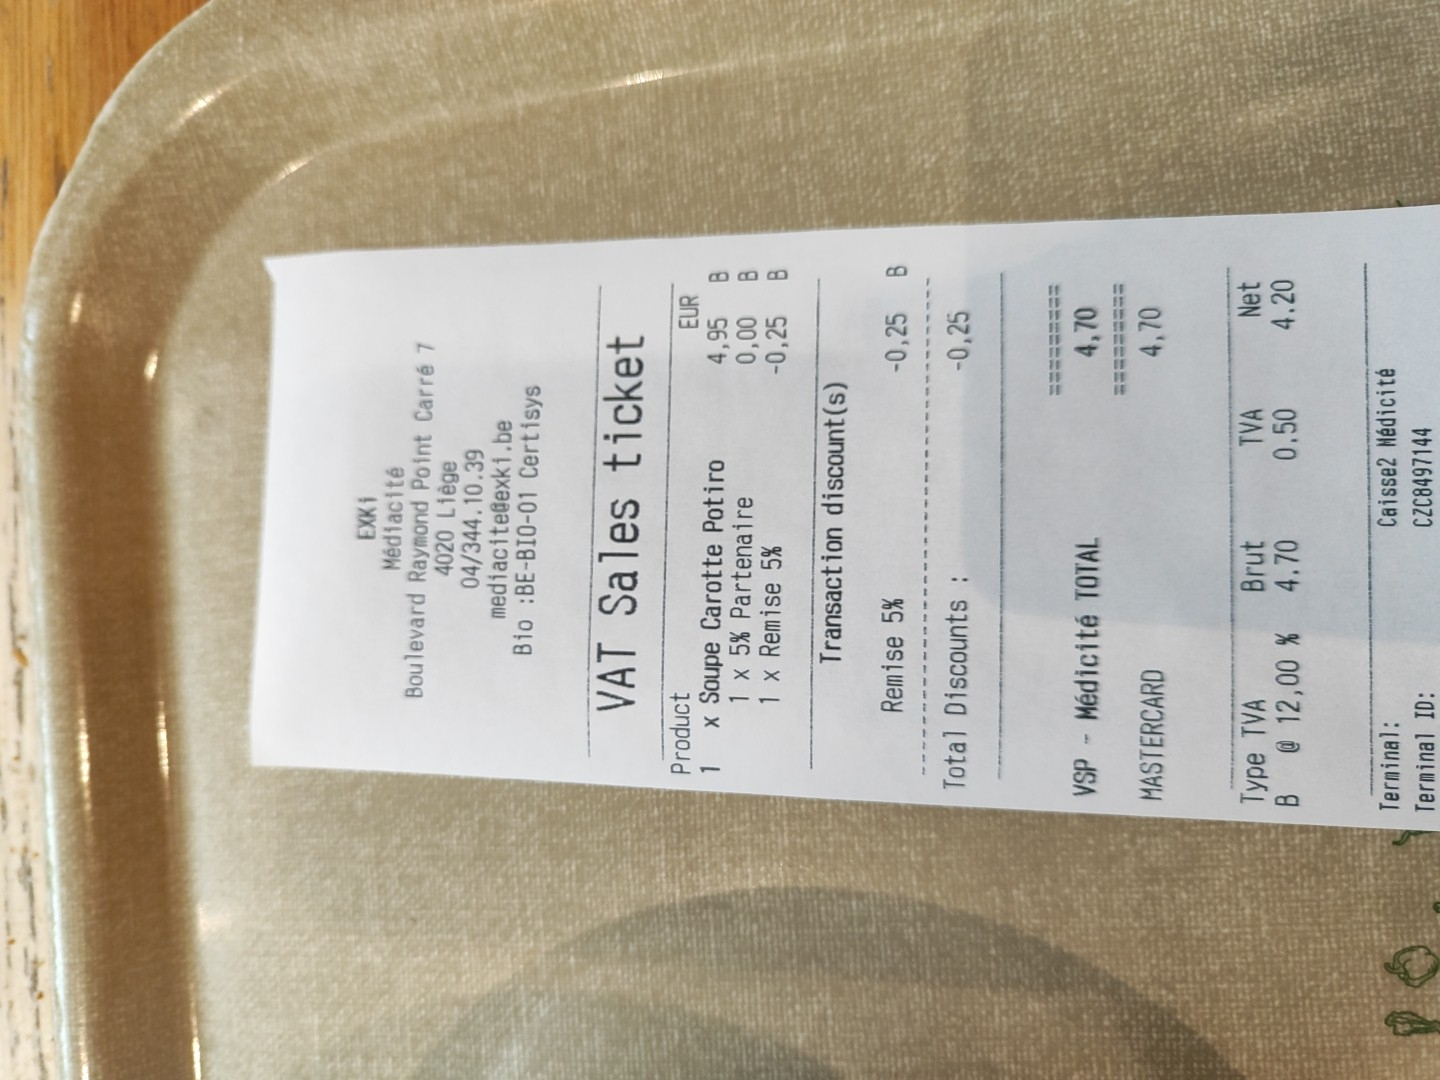 EXKi
Médiacité
Boulevard Raymond Point Carré 7
4020 Liège
04/344.10.39
mediacite@exki.be
Bio :BE-BIO-01 Certisys
VAT Sales ticket
Product EUR
1 x Soupe Carotte Potiro 4,95 B
1 x 5% Partenaire 0,00 B
1 x Remise 5% -0,25 B
Transaction discount(s)
Remise 5% -0,25 B
Total Discounts : -0,25
=========
VSP - Médicité TOTAL 4,70
=========
MASTERCARD 4,70
Type TVA Brut TVA Net
B @ 12,00 % 4.70 0.50 4.20
Terminal: Caisse2 Médicité
Terminal ID: CZC8497144